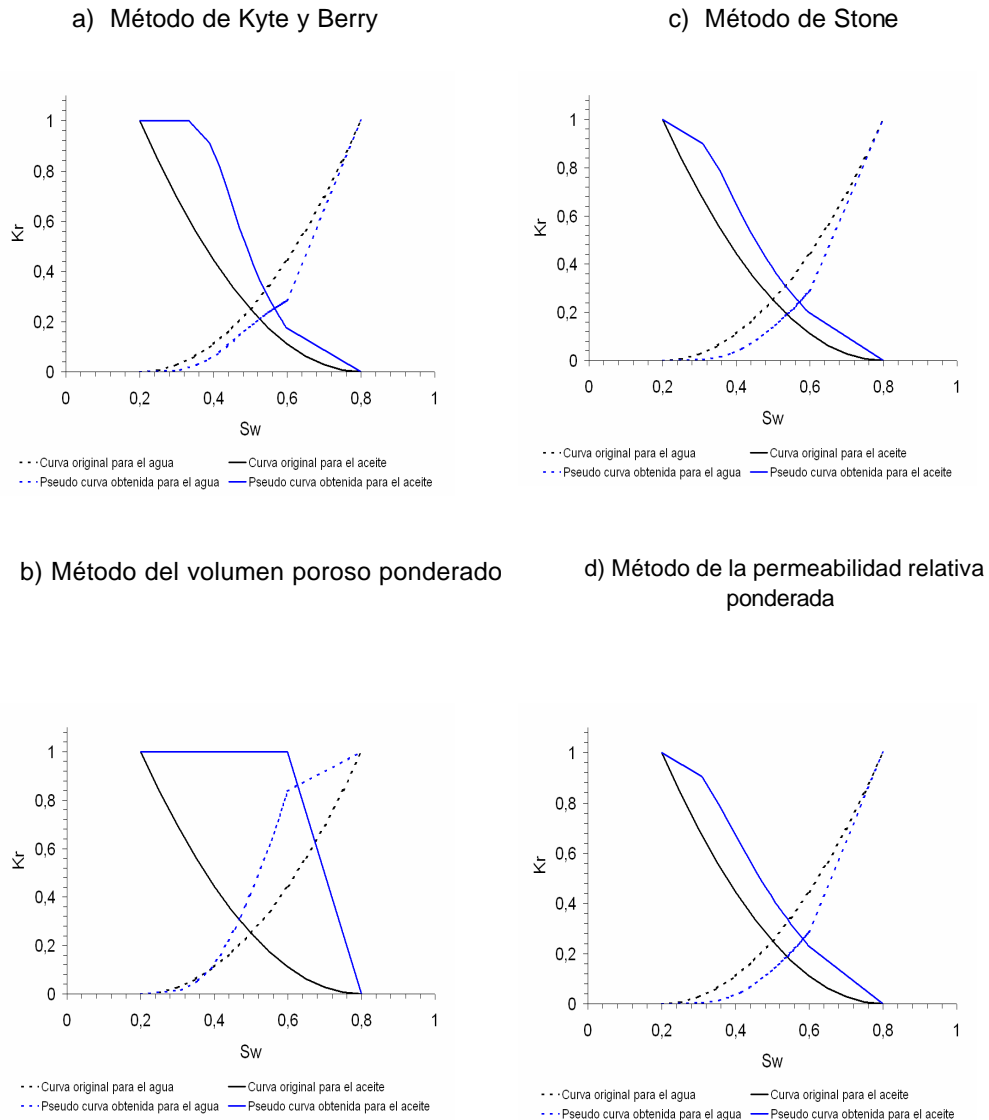 a) Método de Kyte y Berry
1
0,8
0,6
0,4
0,2
0
Kr
0 0,2 0,4 0,6 0,8 1
Sw
Curva original para el agua Curva original para el aceite
Pseudo curva obtenida para el agua Pseudo curva obtenida para el aceite
c) Método de Stone
1
0,8
0,6
0,4
0,2
0
Kr
0 0,2 0,4 0,6 0,8 1
Sw
Curva original para el agua Curva original para el aceite
Pseudo curva obtenida para el agua Pseudo curva obtenida para el aceite
b) Método del volumen poroso ponderado
1
0,8
0,6
0,4
0,2
0
Kr
0 0,2 0,4 0,6 0,8 1
Sw
Curva original para el agua Curva original para el aceite
Pseudo curva obtenida para el agua Pseudo curva obtenida para el aceite
d) Método de la permeabilidad relativa
ponderada
1
0,8
0,6
0,4
0,2
0
Kr
0 0,2 0,4 0,6 0,8 1
Sw
Curva original para el agua Curva original para el aceite
Pseudo curva obtenida para el agua Pseudo curva obtenida para el aceite